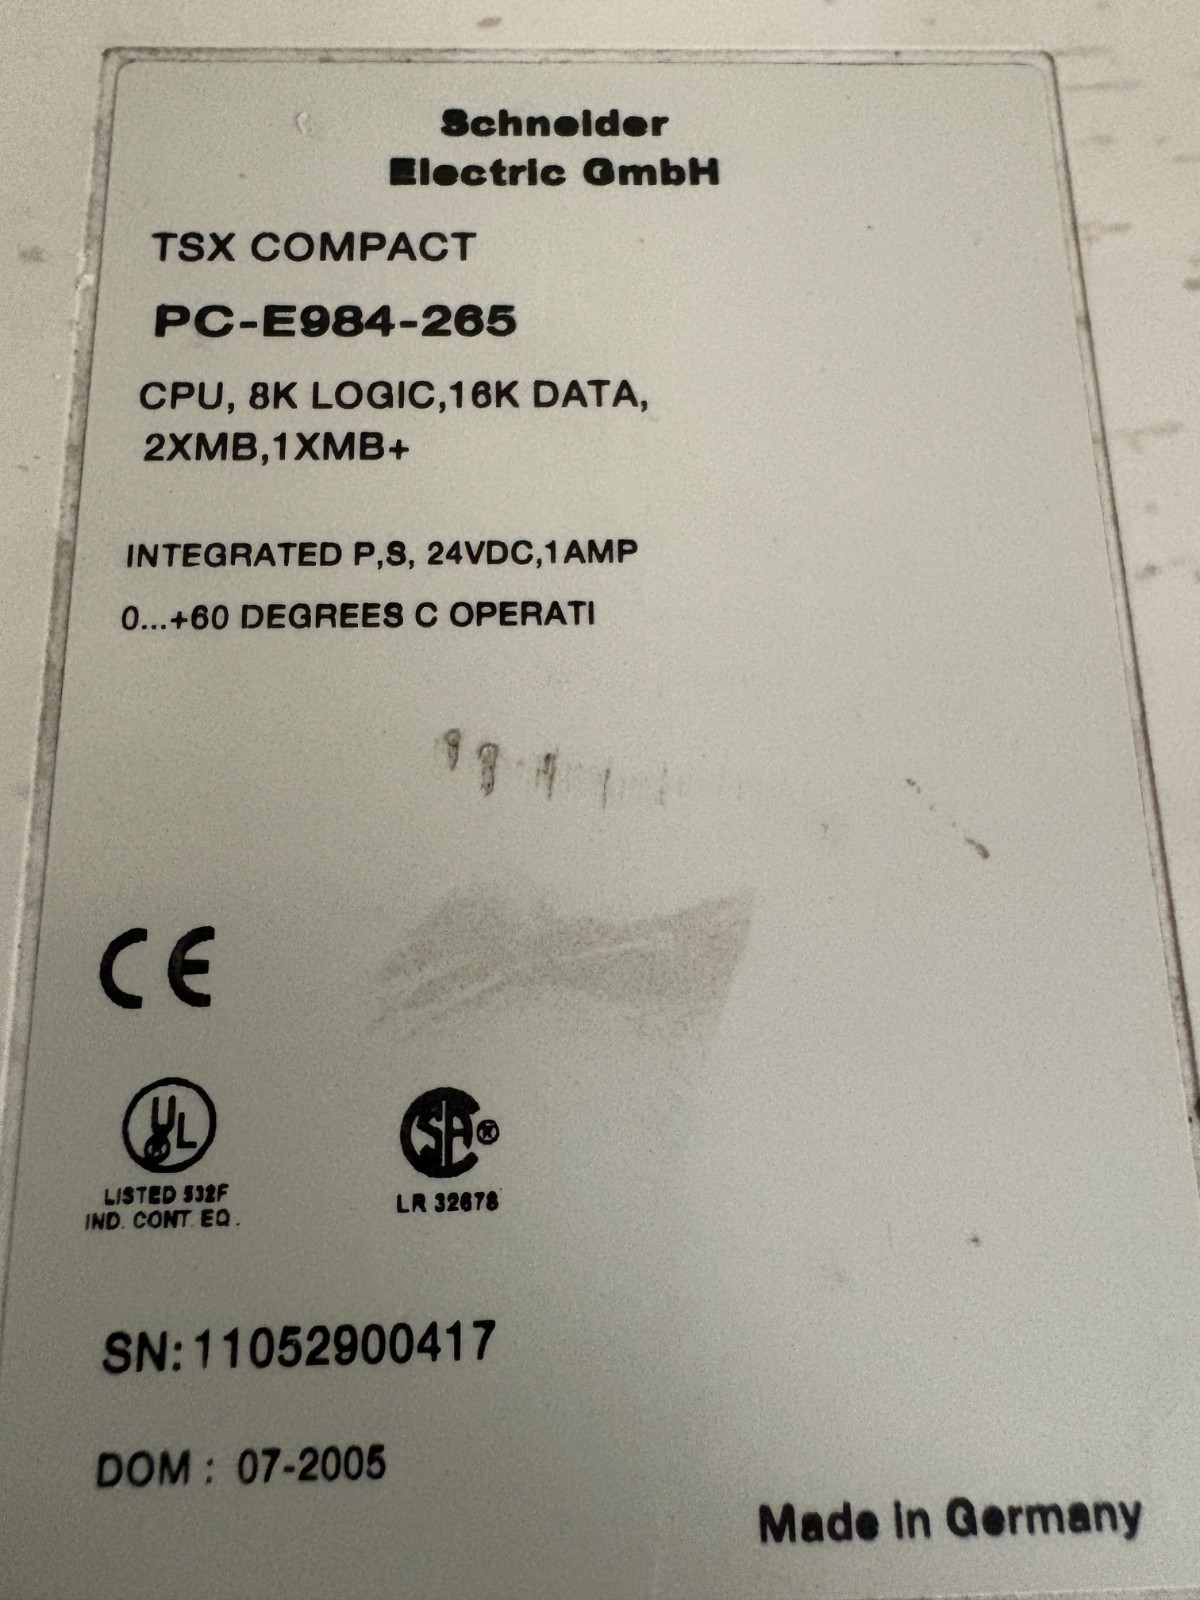 Schneider
Electric GmbH
TSX COMPACT
PC-E984-265
CPU, 8K LOGIC,16K DATA,
2XMB,1XMB+
INTEGRATED P,S, 24VDC,1AMP
0...+60 DEGREES C OPERATI
CE
UL
LISTED 532F
IND. CONT. EQ.
CSA®
LR 32678
SN:11052900417
DOM : 07-2005
Made in Germany